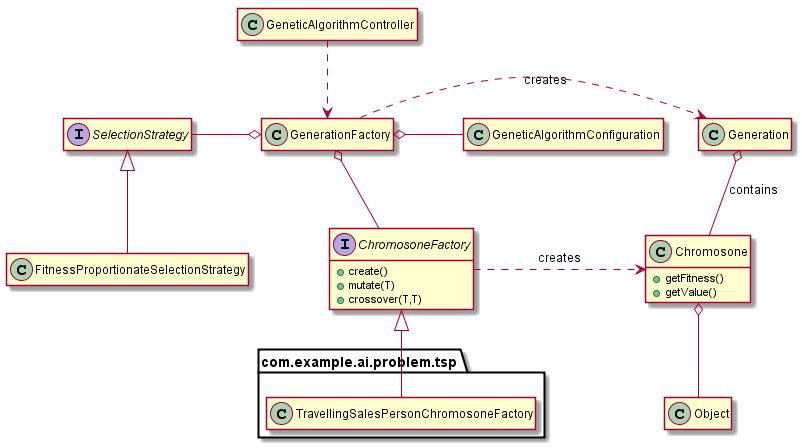 C GeneticAlgorithmController
creates
I SelectionStrategy
C GenerationFactory
C GeneticAlgorithmConfiguration
C Generation
contains
C FitnessProportionateSelectionStrategy
I ChromosoneFactory
create()
mutate(T)
crossover(T,T)
creates
C Chromosone
getFitness()
getValue()
com.example.ai.problem.tsp
C TravellingSalesPersonChromosoneFactory
C Object